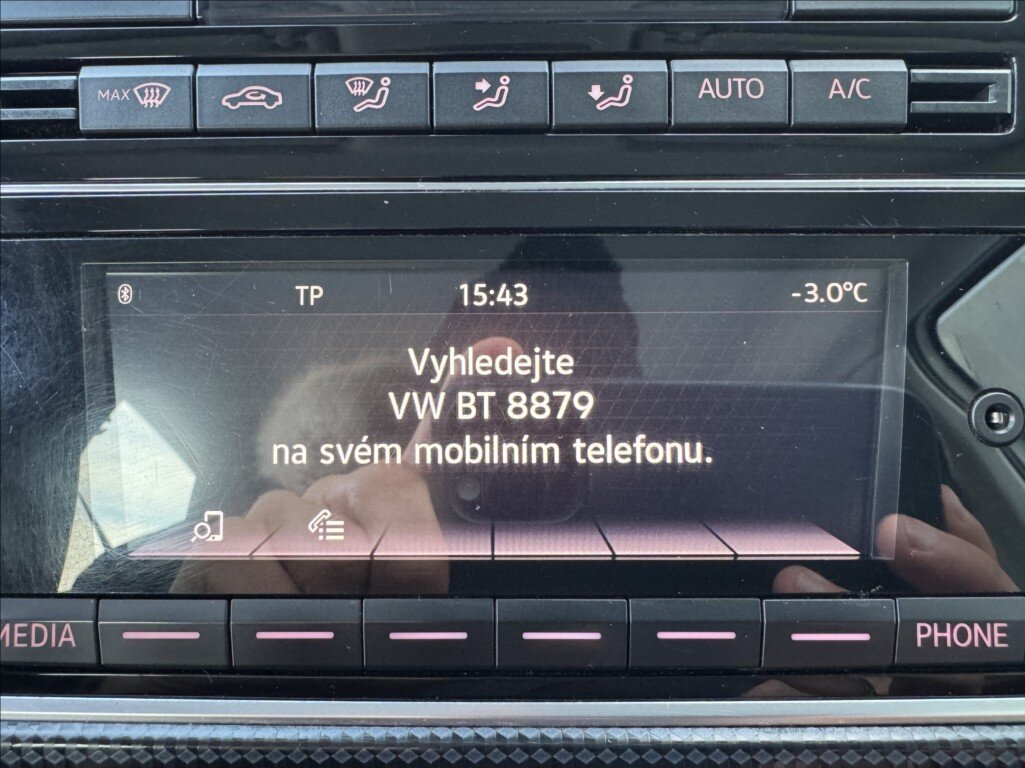 MAX
AUTO
A/C
TP 15:43 -3.0°C
Vyhledejte
VW BT 8879
na svém mobilním telefonu.
MEDIA
PHONE